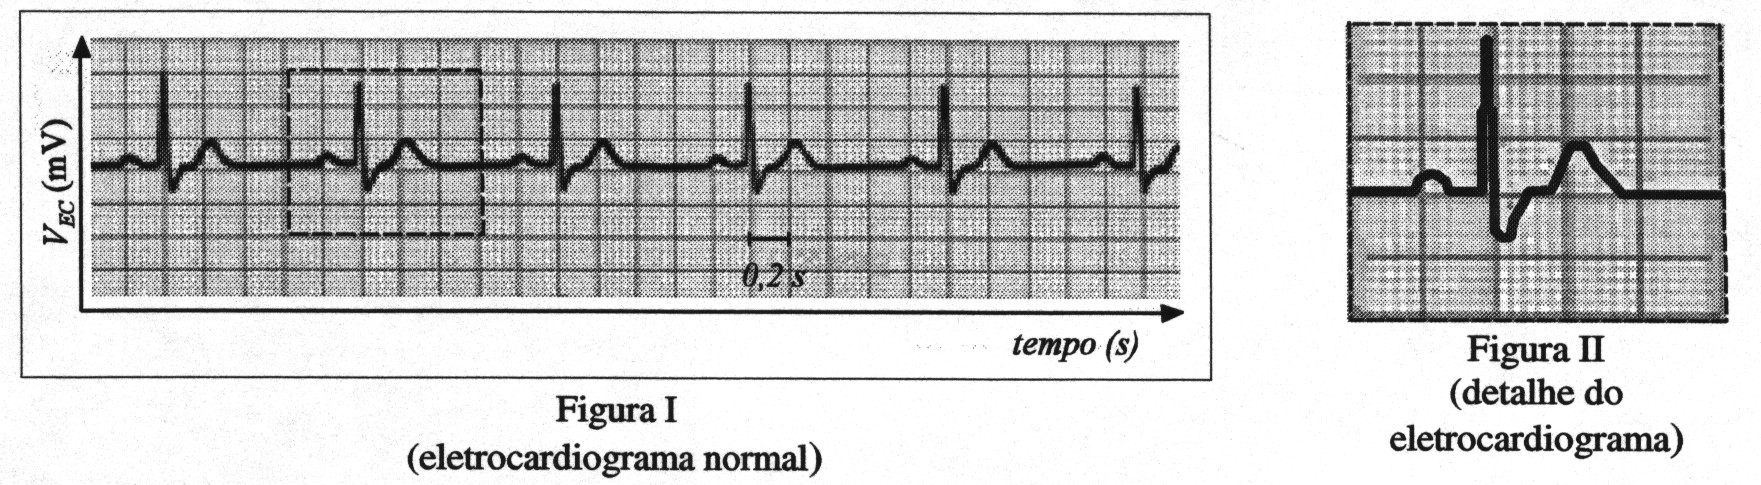 V_EC (mV)
0,2 s
tempo (s)
Figura I
(eletrocardiograma normal)
Figura II
(detalhe do
eletrocardiograma)